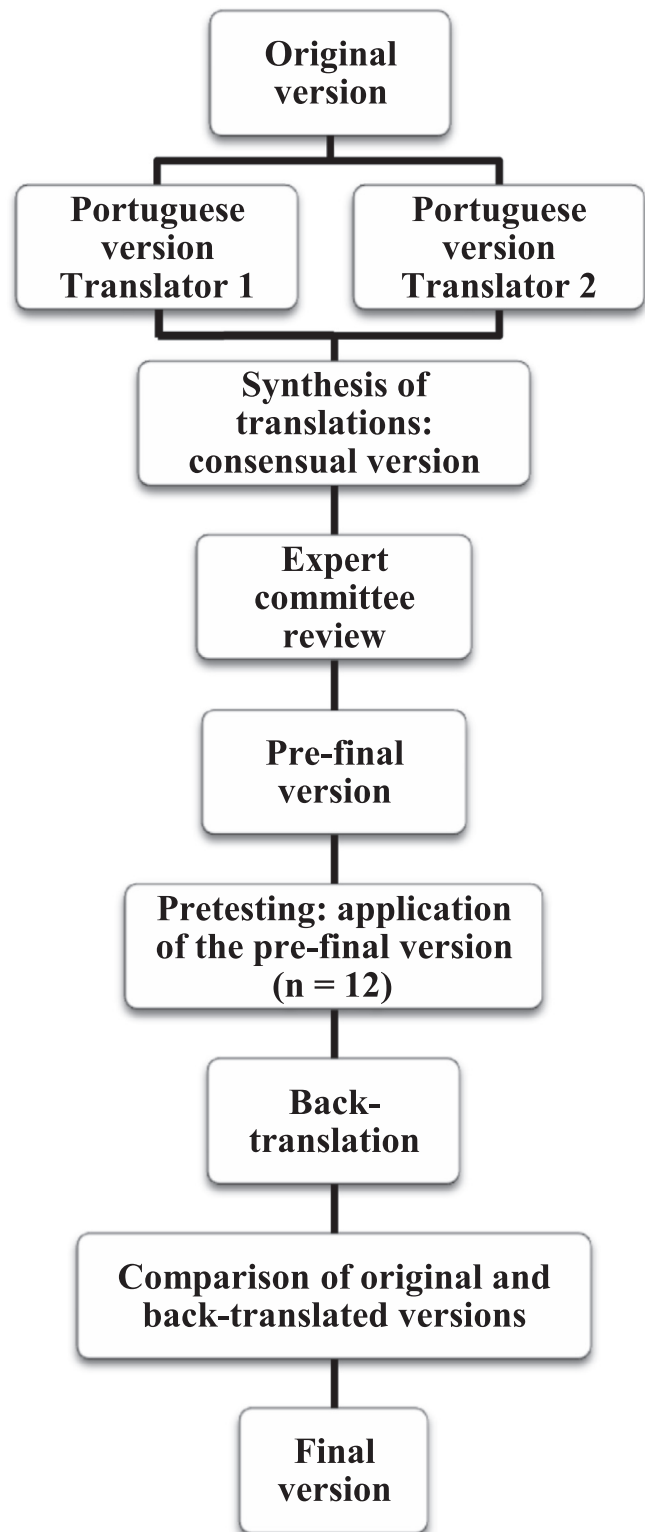 Original
version
Portuguese
version
Translator 1
Portuguese
version
Translator 2
Synthesis of
translations:
consensual version
Expert
committee
review
Pre-final
version
Pretesting: application
of the pre-final version
(n = 12)
Back-
translation
Comparison of original and
back-translated versions
Final
version